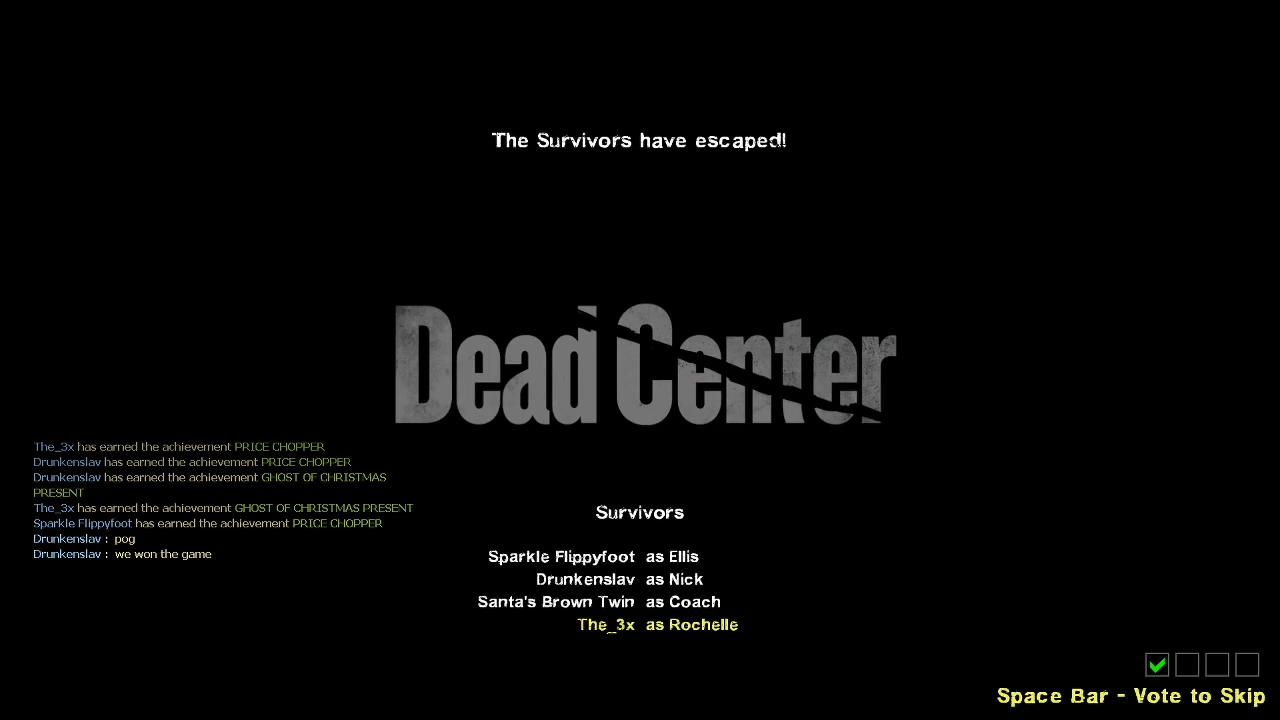 The Survivors have escaped!
Dead Center
The_3x has earned the achievement PRICE CHOPPER
Drunkenslav has earned the achievement PRICE CHOPPER
Drunkenslav has earned the achievement GHOST OF CHRISTMAS
PRESENT
The_3x has earned the achievement GHOST OF CHRISTMAS PRESENT
Sparkle Flippyfoot has earned the achievement PRICE CHOPPER
Drunkenslav : pog
Drunkenslav : we won the game
Survivors
Sparkle Flippyfoot as Ellis
Drunkenslav as Nick
Santa's Brown Twin as Coach
The_3x as Rochelle
Space Bar - Vote to Skip